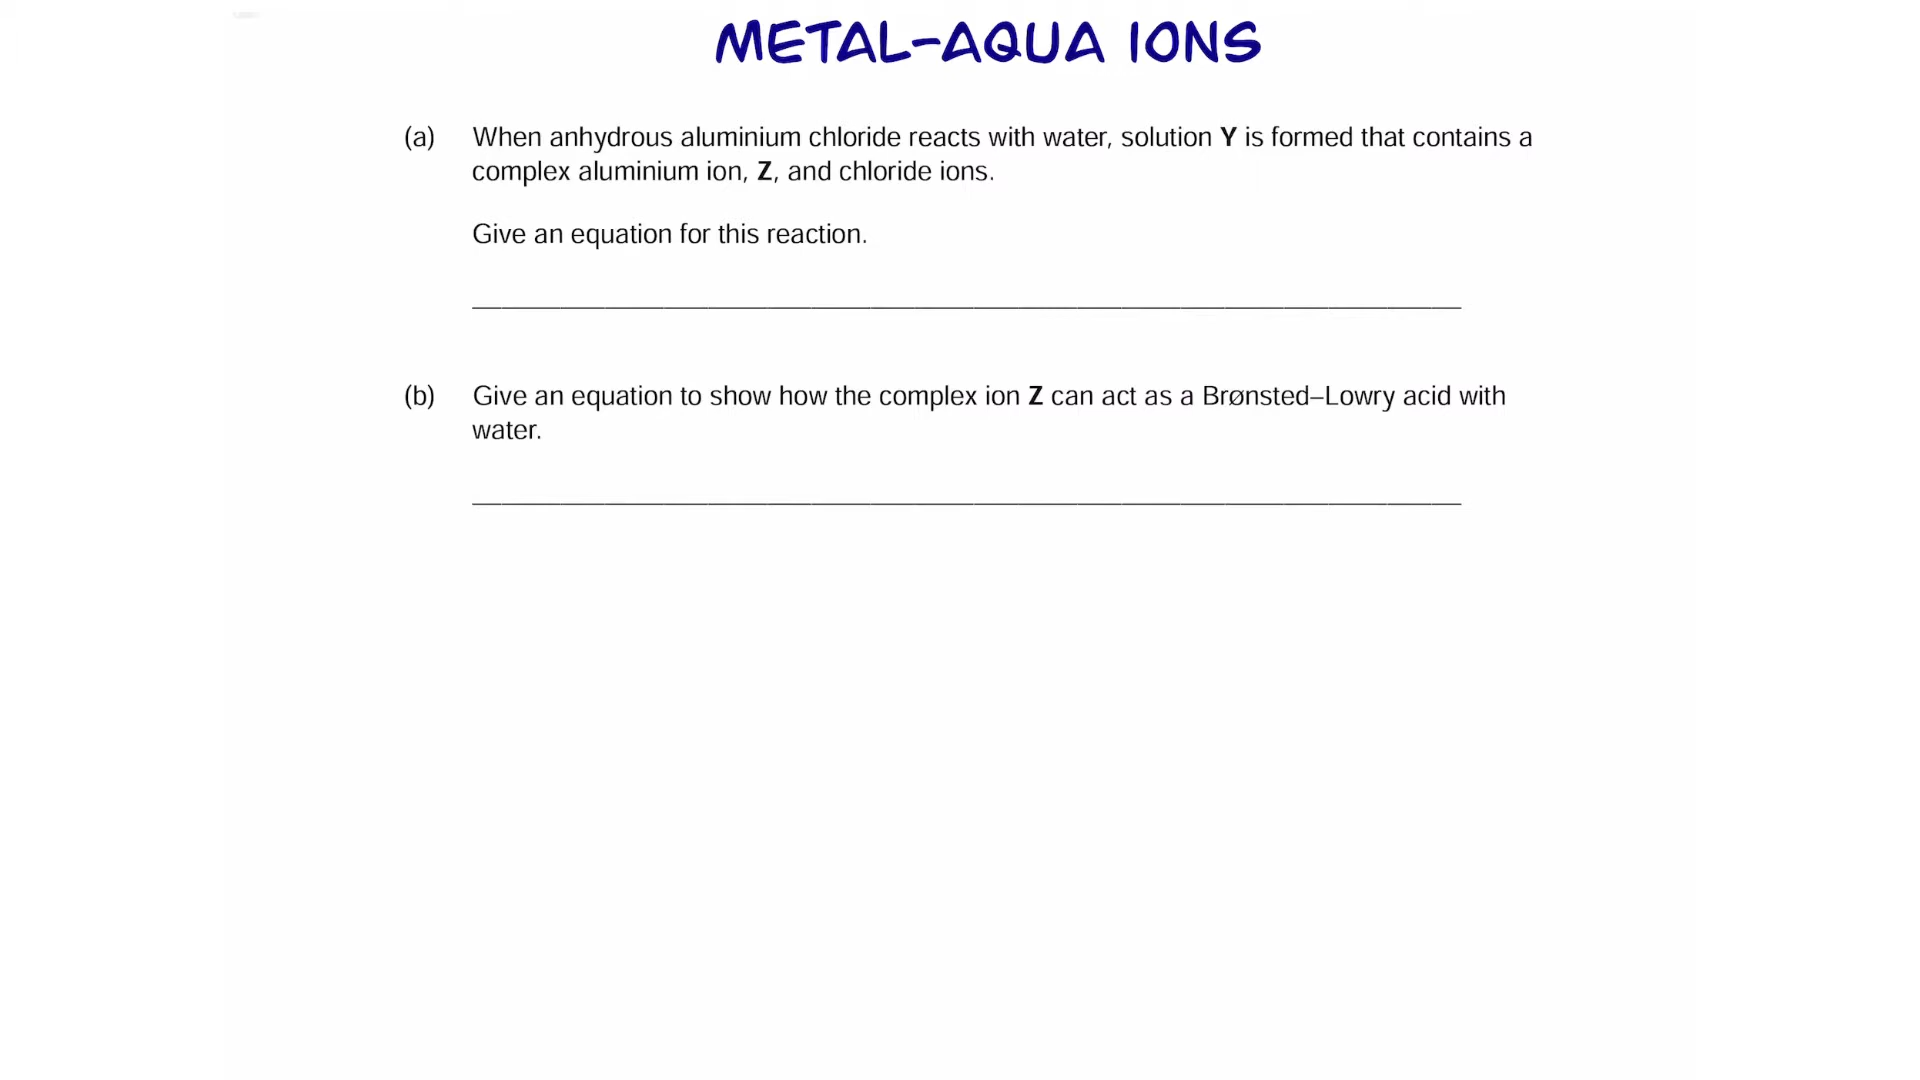 METAL-AQUA IONS
(a) When anhydrous aluminium chloride reacts with water, solution Y is formed that contains a
complex aluminium ion, Z, and chloride ions.
Give an equation for this reaction.
(b) Give an equation to show how the complex ion Z can act as a Brønsted–Lowry acid with
water.